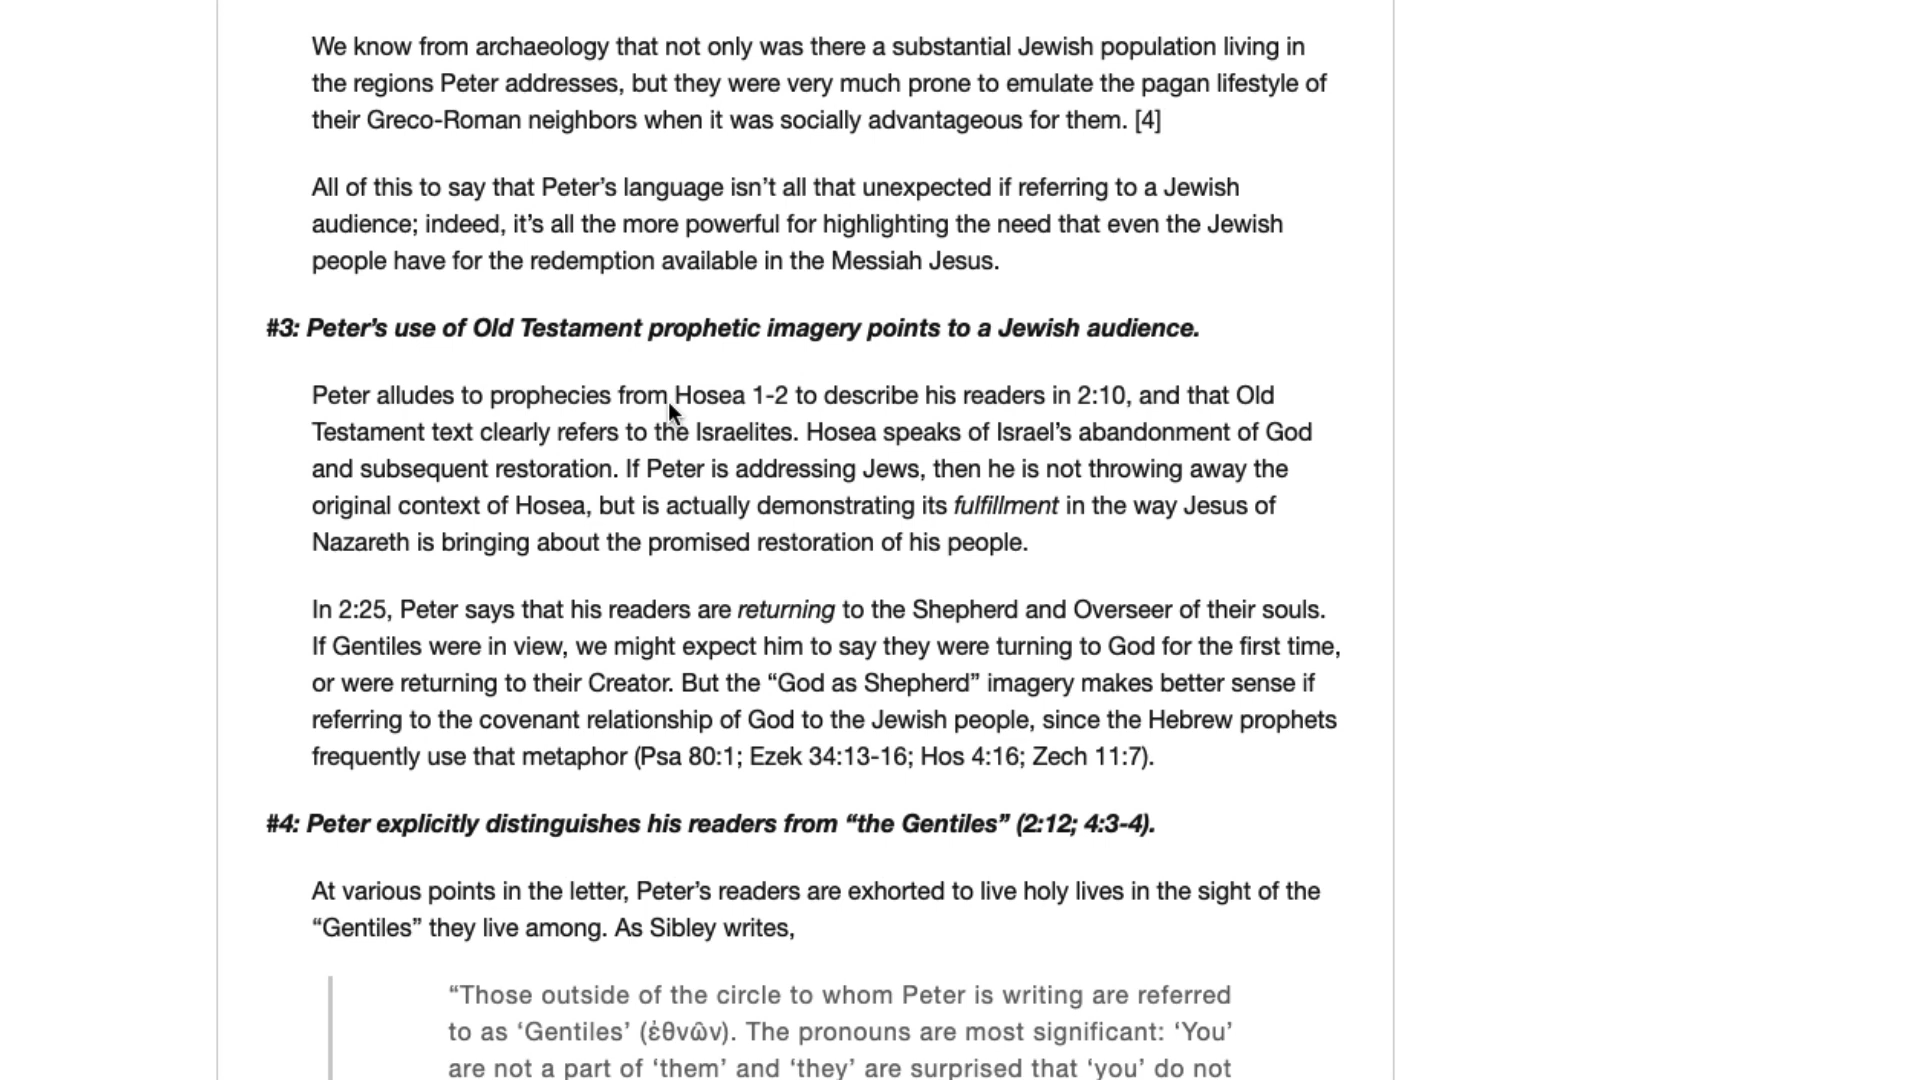 We know from archaeology that not only was there a substantial Jewish population living in
the regions Peter addresses, but they were very much prone to emulate the pagan lifestyle of
their Greco-Roman neighbors when it was socially advantageous for them. [4]
All of this to say that Peter’s language isn’t all that unexpected if referring to a Jewish
audience; indeed, it’s all the more powerful for highlighting the need that even the Jewish
people have for the redemption available in the Messiah Jesus.
#3: Peter’s use of Old Testament prophetic imagery points to a Jewish audience.
Peter alludes to prophecies from Hosea 1-2 to describe his readers in 2:10, and that Old
Testament text clearly refers to the Israelites. Hosea speaks of Israel’s abandonment of God
and subsequent restoration. If Peter is addressing Jews, then he is not throwing away the
original context of Hosea, but is actually demonstrating its fulfillment in the way Jesus of
Nazareth is bringing about the promised restoration of his people.
In 2:25, Peter says that his readers are returning to the Shepherd and Overseer of their souls.
If Gentiles were in view, we might expect him to say they were turning to God for the first time,
or were returning to their Creator. But the “God as Shepherd” imagery makes better sense if
referring to the covenant relationship of God to the Jewish people, since the Hebrew prophets
frequently use that metaphor (Psa 80:1; Ezek 34:13-16; Hos 4:16; Zech 11:7).
#4: Peter explicitly distinguishes his readers from “the Gentiles” (2:12; 4:3-4).
At various points in the letter, Peter’s readers are exhorted to live holy lives in the sight of the
“Gentiles” they live among. As Sibley writes,
“Those outside of the circle to whom Peter is writing are referred
to as ‘Gentiles’ (ἐθνῶν). The pronouns are most significant: ‘You’
are not a part of ‘them’ and ‘they’ are surprised that ‘you’ do not